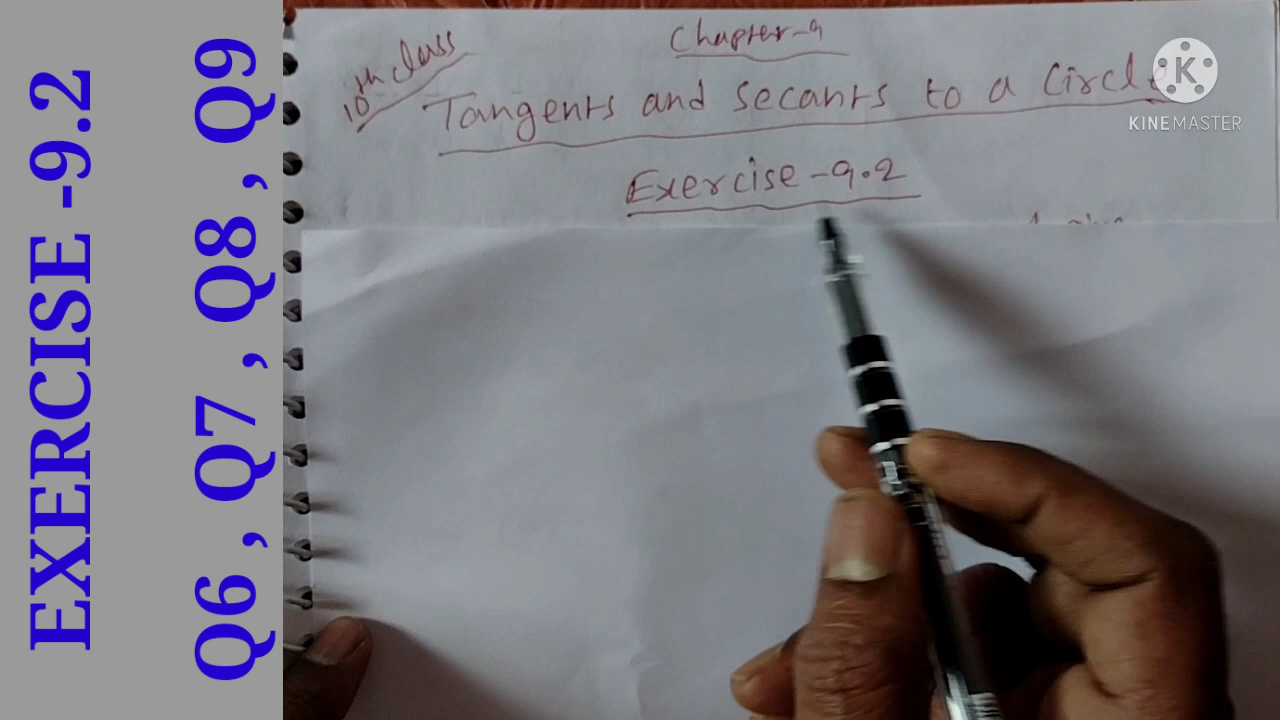 EXERCISE -9.2
Q6 , Q7 , Q8 , Q9
Chapter-9
10th class
Tangents and secants to a Circle
Exercise-9.2
KINEMASTER